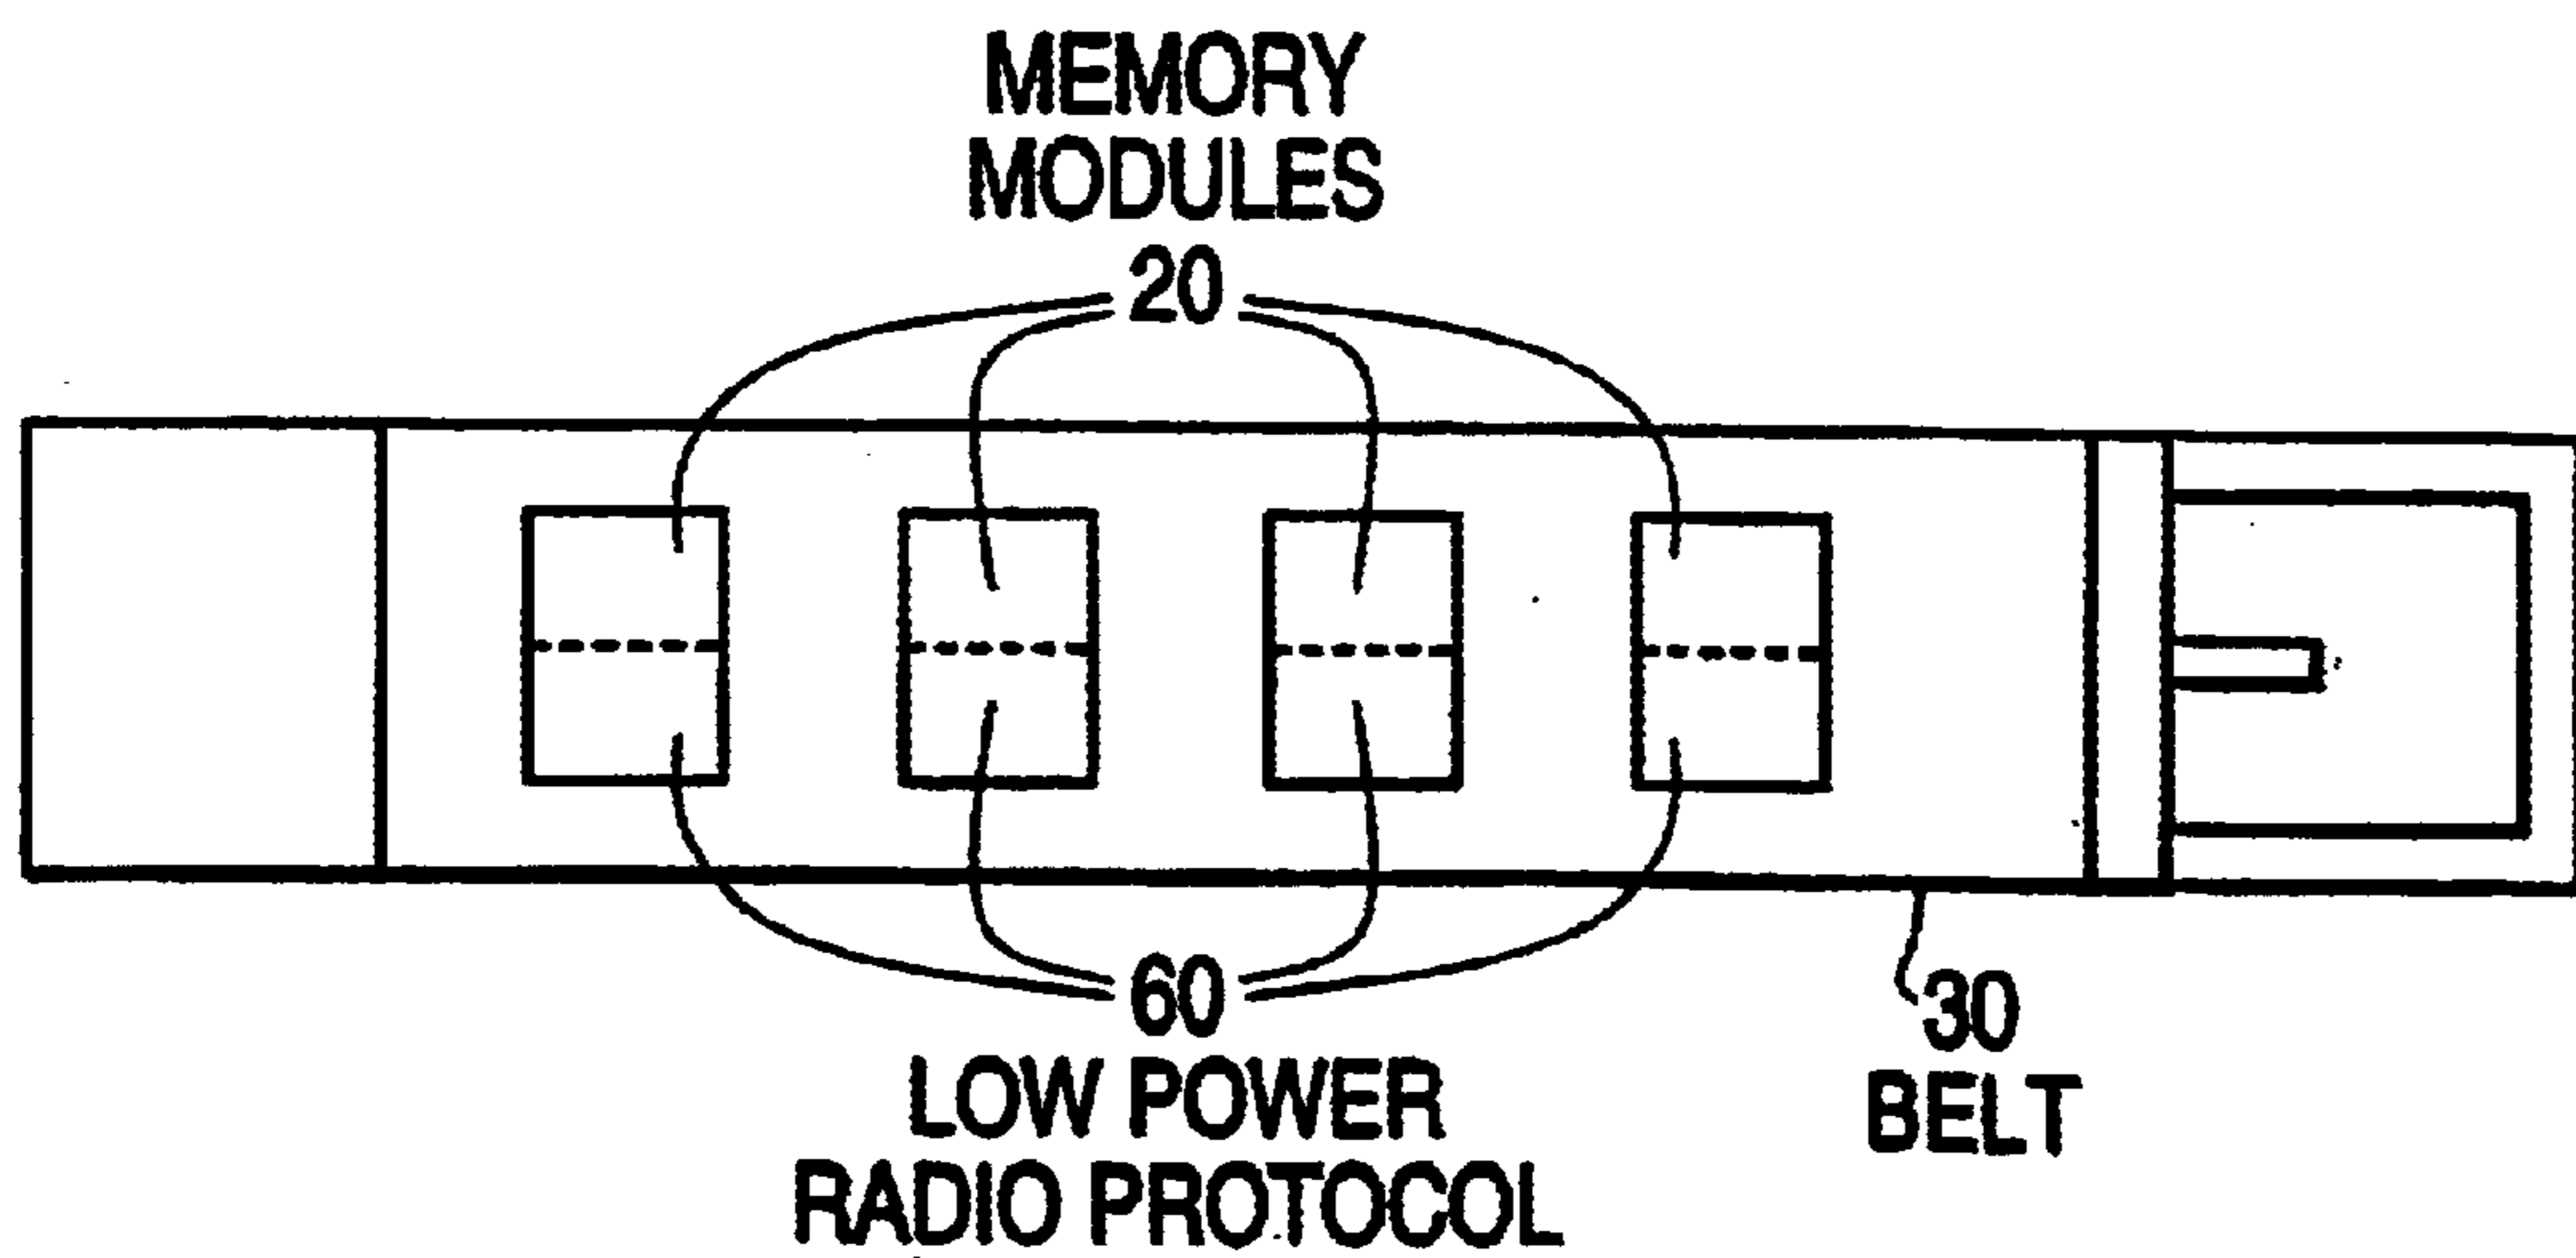 MEMORY
MODULES
20
60
LOW POWER
RADIO PROTOCOL
30
BELT